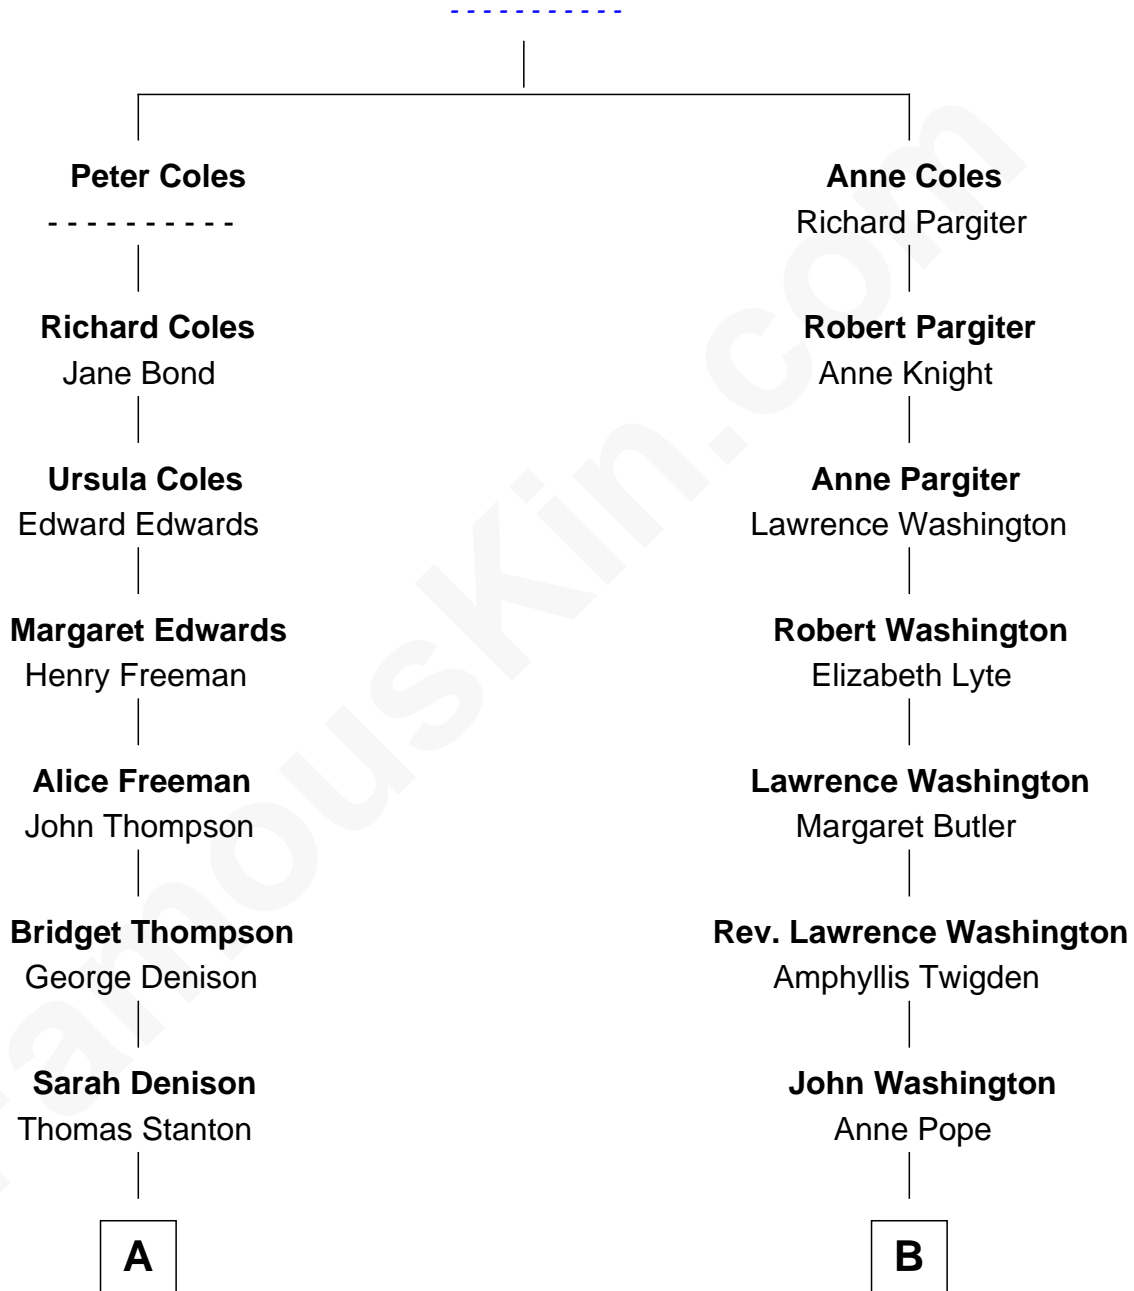 - - - - - - - - - - -
Peter Coles
- - - - - - - - - -
Anne Coles
Richard Pargiter
Richard Coles
Jane Bond
Robert Pargiter
Anne Knight
Ursula Coles
Edward Edwards
Anne Pargiter
Lawrence Washington
Margaret Edwards
Henry Freeman
Robert Washington
Elizabeth Lyte
Alice Freeman
John Thompson
Lawrence Washington
Margaret Butler
Bridget Thompson
George Denison
Rev. Lawrence Washington
Amphyllis Twigden
Sarah Denison
Thomas Stanton
John Washington
Anne Pope
A
B
FamousKin.com